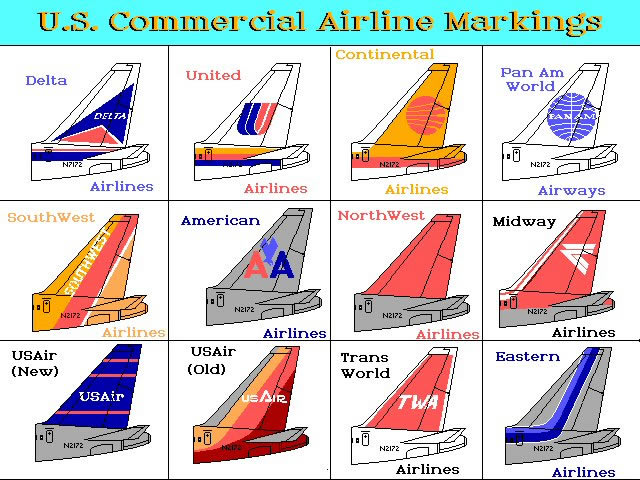 U.S. Commercial Airline Markings
Delta
DELTA
N7172
Airlines
United
N2172
Airlines
Continental
N2172
Airlines
Pan Am
World
PAN AM
N2172
Airways
SouthWest
SOUTHWEST
N2172
Airlines
American
AA
N2172
Airlines
NorthWest
N2172
Airlines
Midway
N2172
Airlines
USAir
(New)
USAir
N2172
USAir
(Old)
USAir
N2172
Trans
World
TWA
N2172
Airlines
Eastern
N2172
Airlines